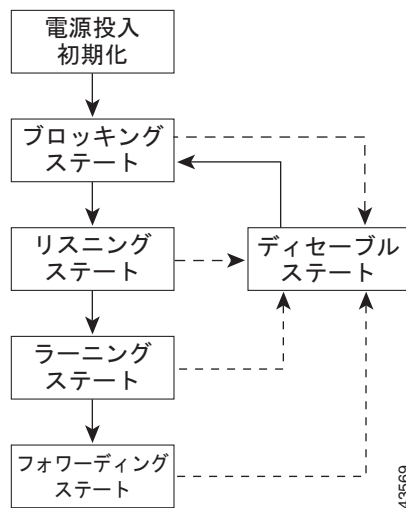 電源投入
初期化
ブロッキング
ステート
リスニング
ステート
ディセーブル
ステート
ラーニング
ステート
フォワーディング
ステート
43569